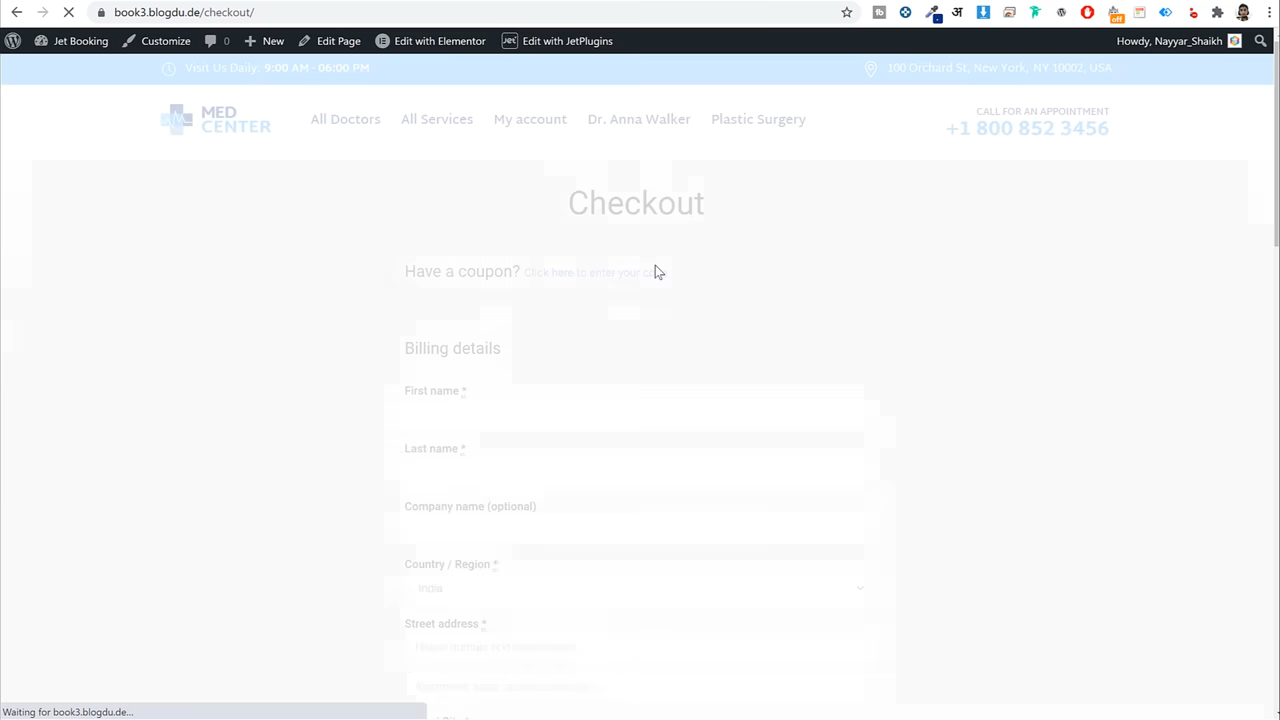 book3.blogdu.de/checkout/
off
Jet Booking
Customize
0
New
Edit Page
Edit with Elementor
Edit with JetPlugins
Howdy, Nayyar_Shaikh
Visit Us Daily. 9:00 AM - 06:00 PM
100 Orchard St, New York, NY 10002, USA
MED
CENTER
All Doctors
All Services
My account
Dr. Anna Walker
Plastic Surgery
CALL FOR AN APPOINTMENT
+1 800 852 3456
Checkout
Have a coupon? Click here to enter your
Billing details
First name *
Last name *
Company name (optional)
Country / Region *
India
Street address *
Waiting for book3.blogdu.de...